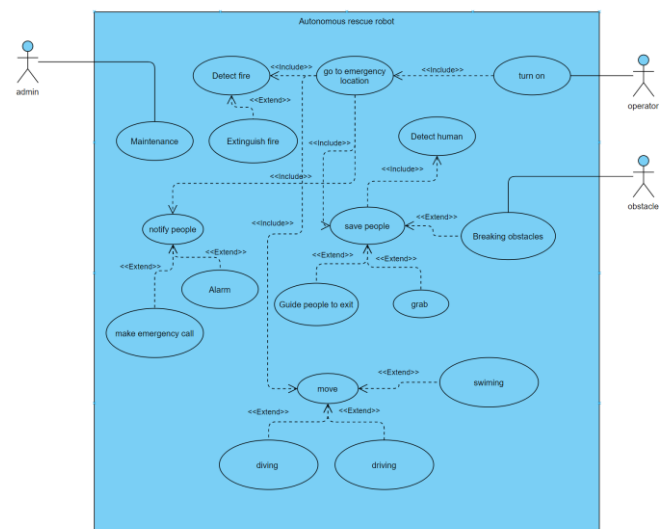 Autonomous rescue robot
admin
Detect fire
<<Include>>
go to emergency
location
<<Include>>
turn on
operator
<<Extend>>
Maintenance
Extinguish fire
<<Include>>
Detect human
<<Include>>
<<Include>>
obstacle
notify people
<<Include>>
save people
<<Extend>>
Breaking obstacles
<<Extend>>
<<Extend>>
Alarm
<<Extend>>
<<Extend>>
Guide people to exit
grab
make emergency call
move
<<Extend>>
swiming
<<Extend>>
<<Extend>>
diving
driving